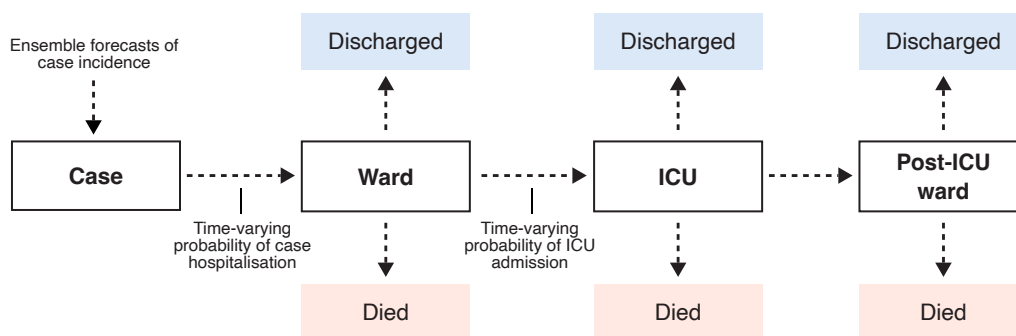 Ensemble forecasts of
case incidence
Discharged
Discharged
Discharged
Case
Ward
ICU
Post-ICU
ward
Time-varying
probability of case
hospitalisation
Time-varying
probability of ICU
admission
Died
Died
Died